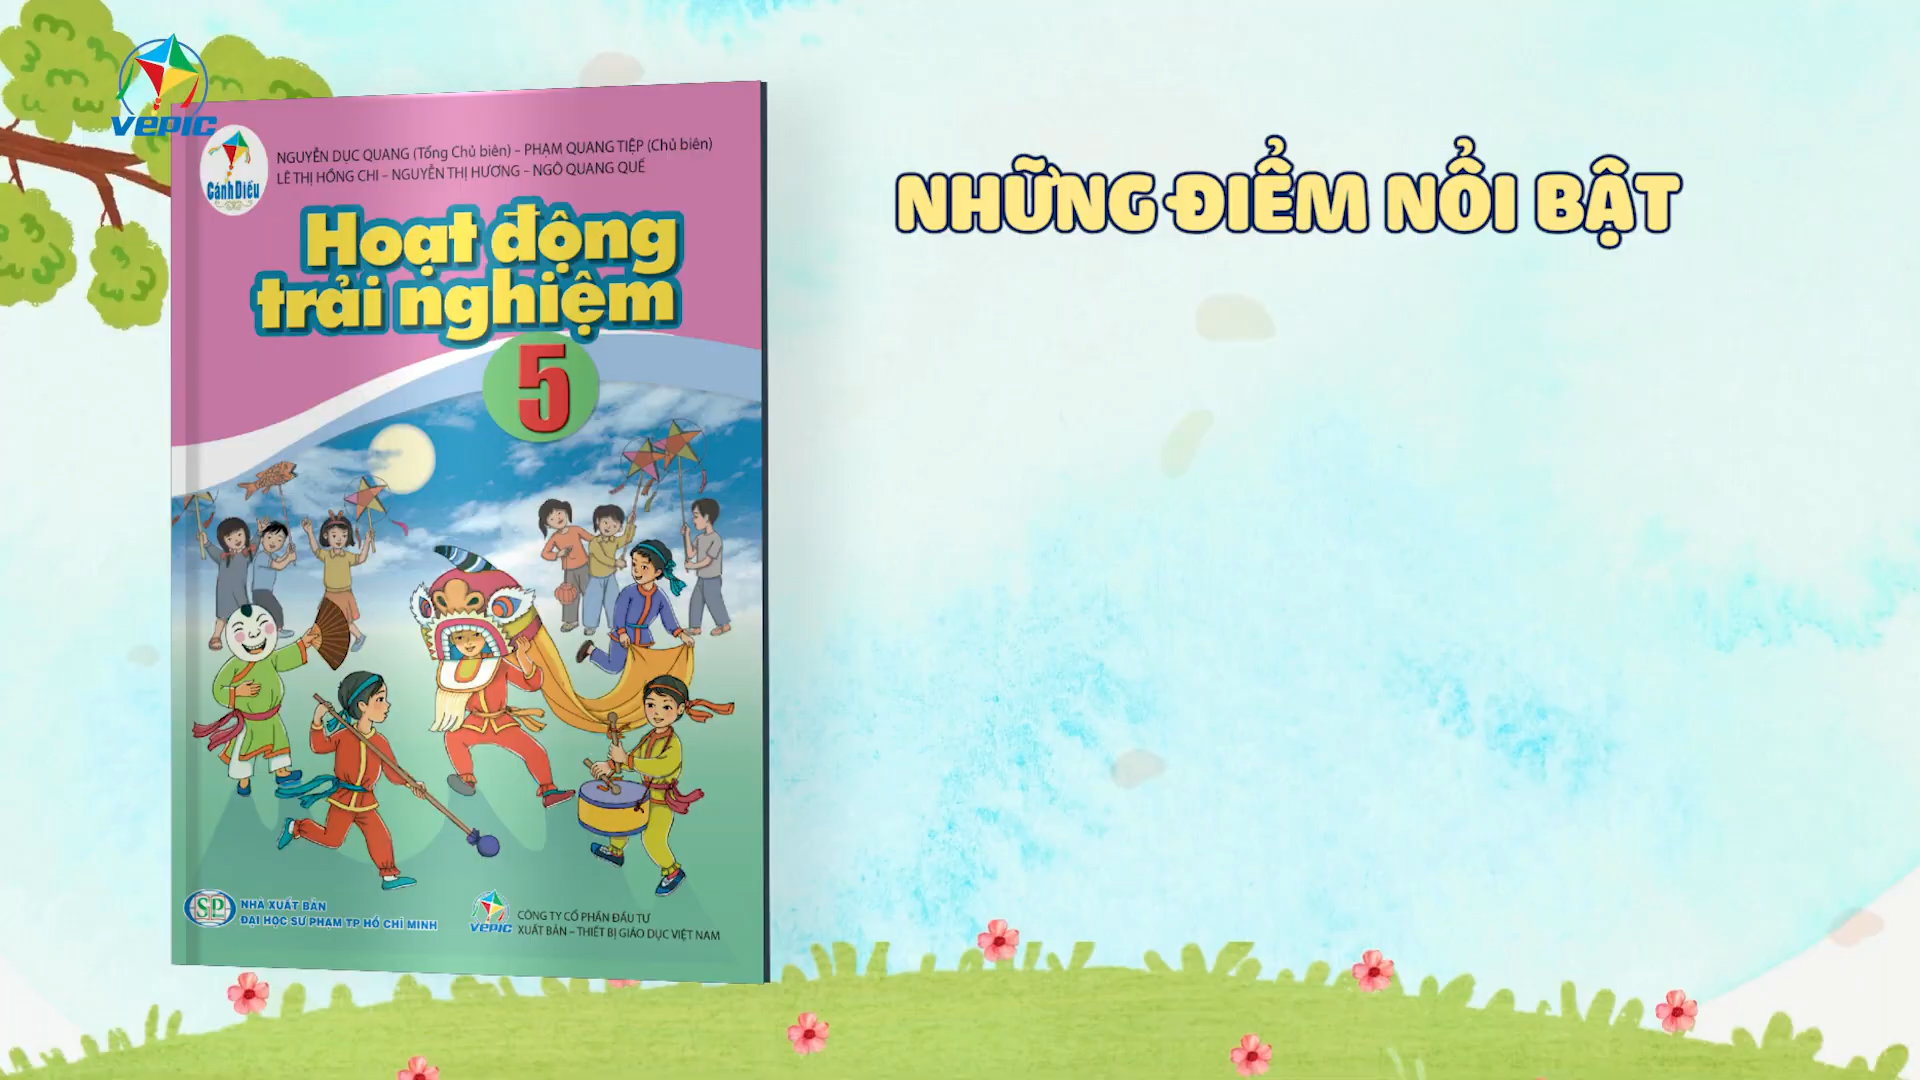 VEPIC
Cánh Diều
NGUYỄN DỤC QUANG (Tổng Chủ biên) – PHẠM QUANG TIỆP (Chủ biên)
LÊ THỊ HỒNG CHI – NGUYỄN THỊ HƯƠNG – NGÔ QUANG QUẾ
Hoạt động
trải nghiệm
5
NHÀ XUẤT BẢN
ĐẠI HỌC SƯ PHẠM TP HỒ CHÍ MINH
SP
VEPIC
CÔNG TY CỔ PHẦN ĐẦU TƯ
XUẤT BẢN – THIẾT BỊ GIÁO DỤC VIỆT NAM
NHỮNG ĐIỂM NỔI BẬT